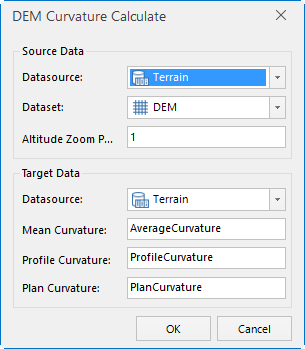 DEM Curvature Calculate
Source Data
Datasource: Terrain
Dataset: DEM
Altitude Zoom P... 1
Target Data
Datasource: Terrain
Mean Curvature: AverageCurvature
Profile Curvature: ProfileCurvature
Plan Curvature: PlanCurvature
OK Cancel